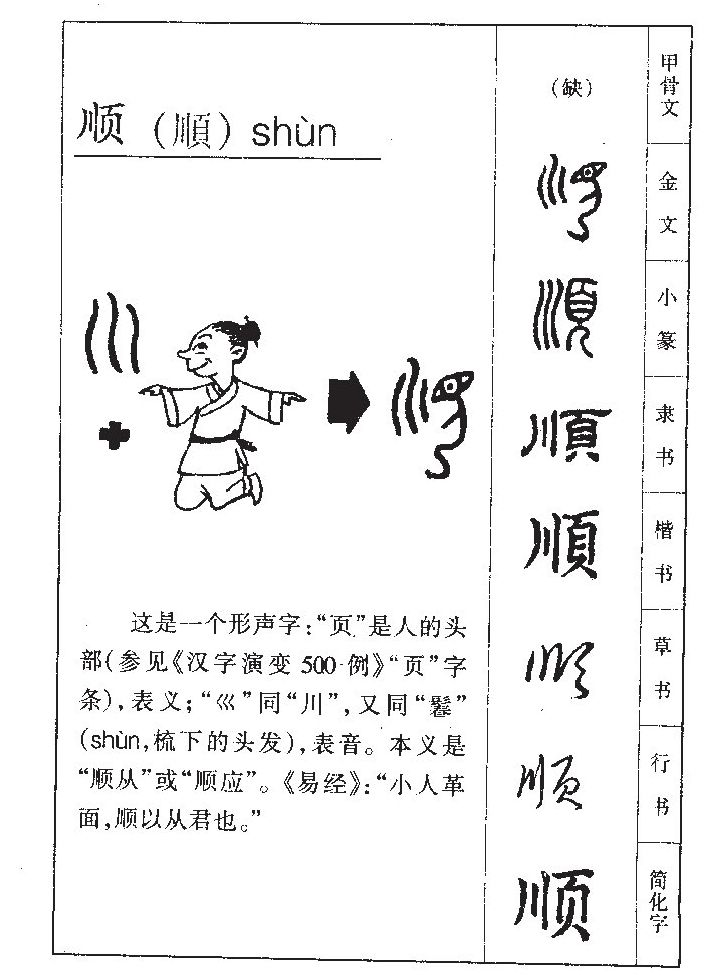 顺（順）shùn
这是一个形声字：“页”是人的头
部（参见《汉字演变500例》“页”字
条），表义；“巛”同“川”，又同“鬈”
（shùn，梳下的头发），表音。本义是
“顺从”或“顺应”。《易经》：“小人革
面，顺以从君也。”
（缺）
甲骨文
金文
小篆
順
隶书
順
楷书
草书
顺
行书
顺
简化字